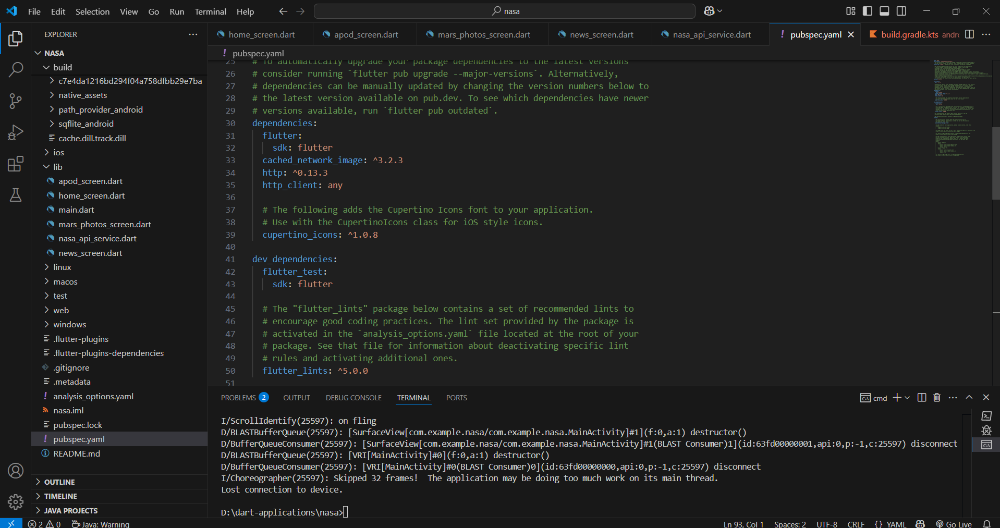 File Edit Selection View Go Run Terminal Help
nasa
EXPLORER
NASA
build
c7e4da1216bd294f04a758dfbb29e7ba
native_assets
path_provider_android
sqflite_android
cache.dill.track.dill
ios
lib
apod_screen.dart
home_screen.dart
main.dart
mars_photos_screen.dart
nasa_api_service.dart
news_screen.dart
linux
macos
test
web
windows
.flutter-plugins
.flutter-plugins-dependencies
.gitignore
.metadata
analysis_options.yaml
nasa.iml
pubspec.lock
pubspec.yaml
README.md
OUTLINE
TIMELINE
JAVA PROJECTS
home_screen.dart apod_screen.dart mars_photos_screen.dart news_screen.dart nasa_api_service.dart pubspec.yaml build.gradle.kts andro
pubspec.yaml
25 # To automatically upgrade your package dependencies to the latest versions
26 # consider running `flutter pub upgrade --major-versions`. Alternatively,
27 # dependencies can be manually updated by changing the version numbers below to
28 # the latest version available on pub.dev. To see which dependencies have newer
29 # versions available, run `flutter pub outdated`.
30 dependencies:
31 flutter:
32 sdk: flutter
33 cached_network_image: ^3.2.3
34 http: ^0.13.3
35 http_client: any
36
37 # The following adds the Cupertino Icons font to your application.
38 # Use with the CupertinoIcons class for iOS style icons.
39 cupertino_icons: ^1.0.8
40
41 dev_dependencies:
42 flutter_test:
43 sdk: flutter
44
45 # The "flutter_lints" package below contains a set of recommended lints to
46 # encourage good coding practices. The lint set provided by the package is
47 # activated in the `analysis_options.yaml` file located at the root of your
48 # package. See that file for information about deactivating specific lint
49 # rules and activating additional ones.
50 flutter_lints: ^5.0.0
51
PROBLEMS 2 OUTPUT DEBUG CONSOLE TERMINAL PORTS
cmd
I/ScrollIdentify(25597): on fling
D/BLASTBufferQueue(25597): [SurfaceView[com.example.nasa/com.example.nasa.MainActivity]#1](f:0,a:1) destructor()
D/BufferQueueConsumer(25597): [SurfaceView[com.example.nasa/com.example.nasa.MainActivity]#1(BLAST Consumer)1](id:63fd00000001,api:0,p:-1,c:25597) disconnect
D/BLASTBufferQueue(25597): [VRI[MainActivity]#0](f:0,a:1) destructor()
D/BufferQueueConsumer(25597): [VRI[MainActivity]#0(BLAST Consumer)0](id:63fd00000000,api:0,p:-1,c:25597) disconnect
I/Choreographer(25597): Skipped 32 frames!  The application may be doing too much work on its main thread.
Lost connection to device.
D:\dart-applications\nasa>
2 0 Java: Warning
Ln 93, Col 1 Spaces: 2 UTF-8 CRLF {} YAML Go Live